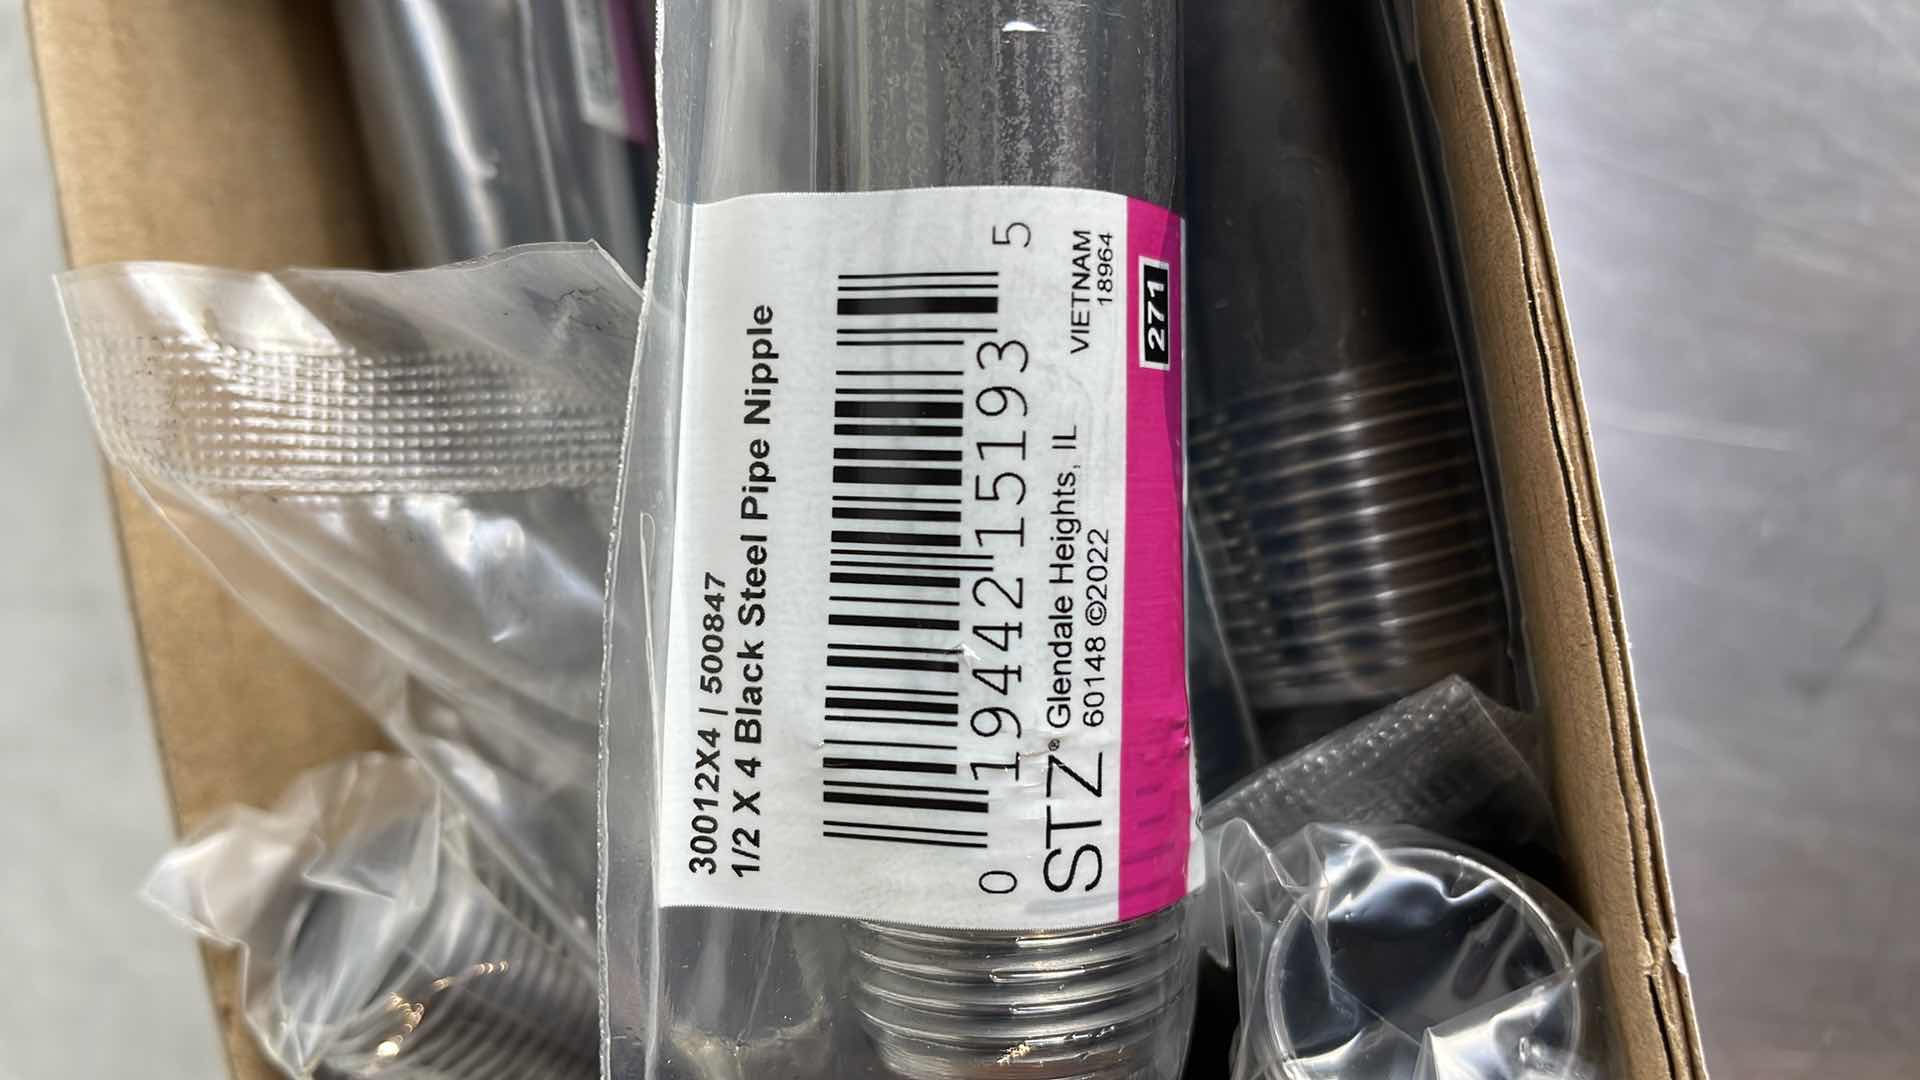 30012X4 | 500847
1/2 X 4 Black Steel Pipe Nipple
0 19442 15193 5
STZ® Glendale Heights, IL
60148 ©2022
VIETNAM
18964
271